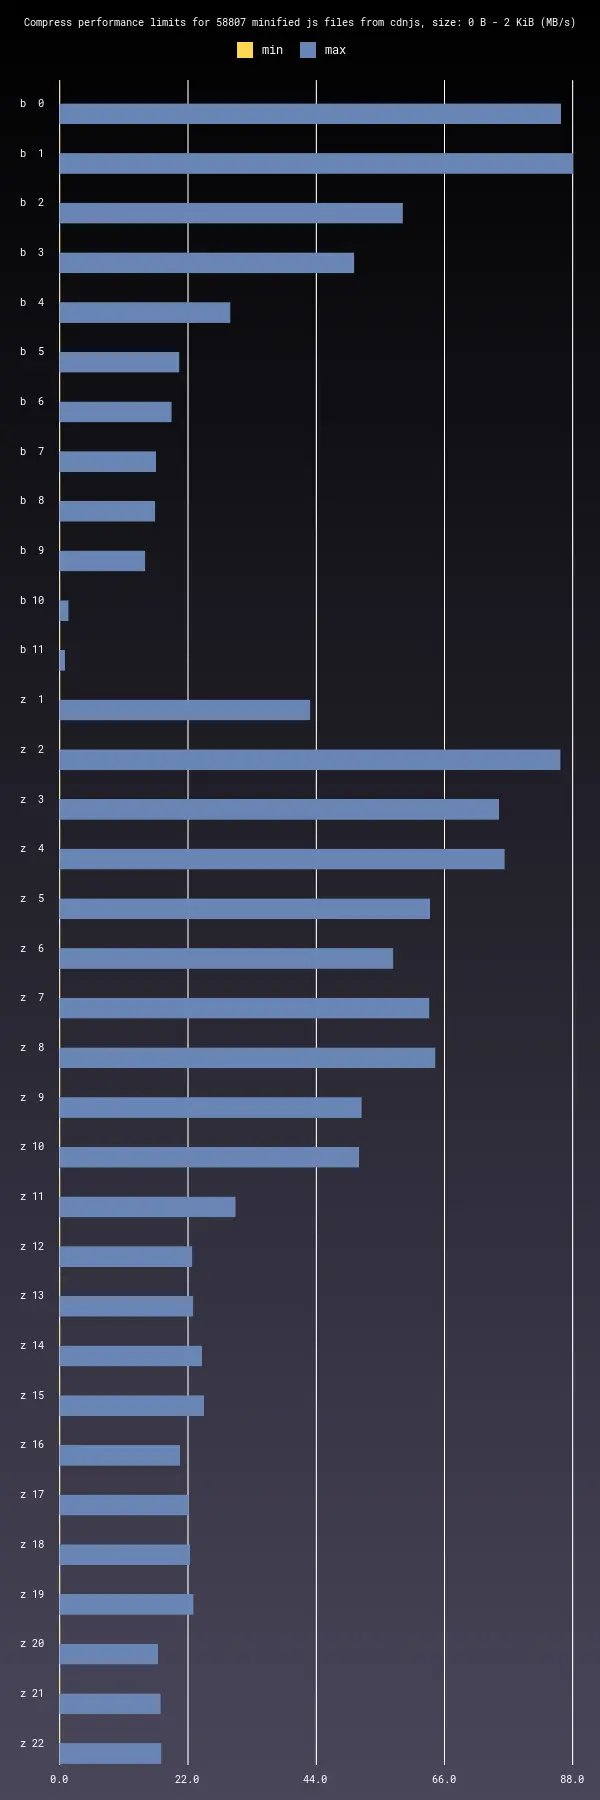 Compress performance limits for 58807 minified js files from cdnjs, size: 0 B - 2 KiB (MB/s)
min max
b 0
b 1
b 2
b 3
b 4
b 5
b 6
b 7
b 8
b 9
b 10
b 11
z 1
z 2
z 3
z 4
z 5
z 6
z 7
z 8
z 9
z 10
z 11
z 12
z 13
z 14
z 15
z 16
z 17
z 18
z 19
z 20
z 21
z 22
0.0 22.0 44.0 66.0 88.0